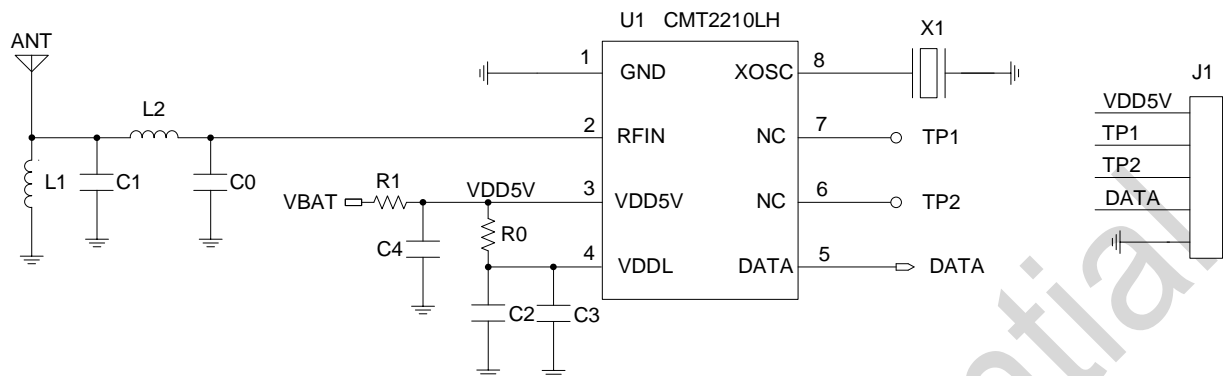 U1 CMT2210LH
X1
ANT
1
GND
XOSC
8
J1
L2
VDD5V
2
RFIN
NC
7
TP1
TP1
L1
C1
C0
R1
TP2
VBAT
VDD5V
3
VDD5V
NC
6
TP2
DATA
C4
R0
4
VDDL
DATA
5
DATA
C2
C3
ntial